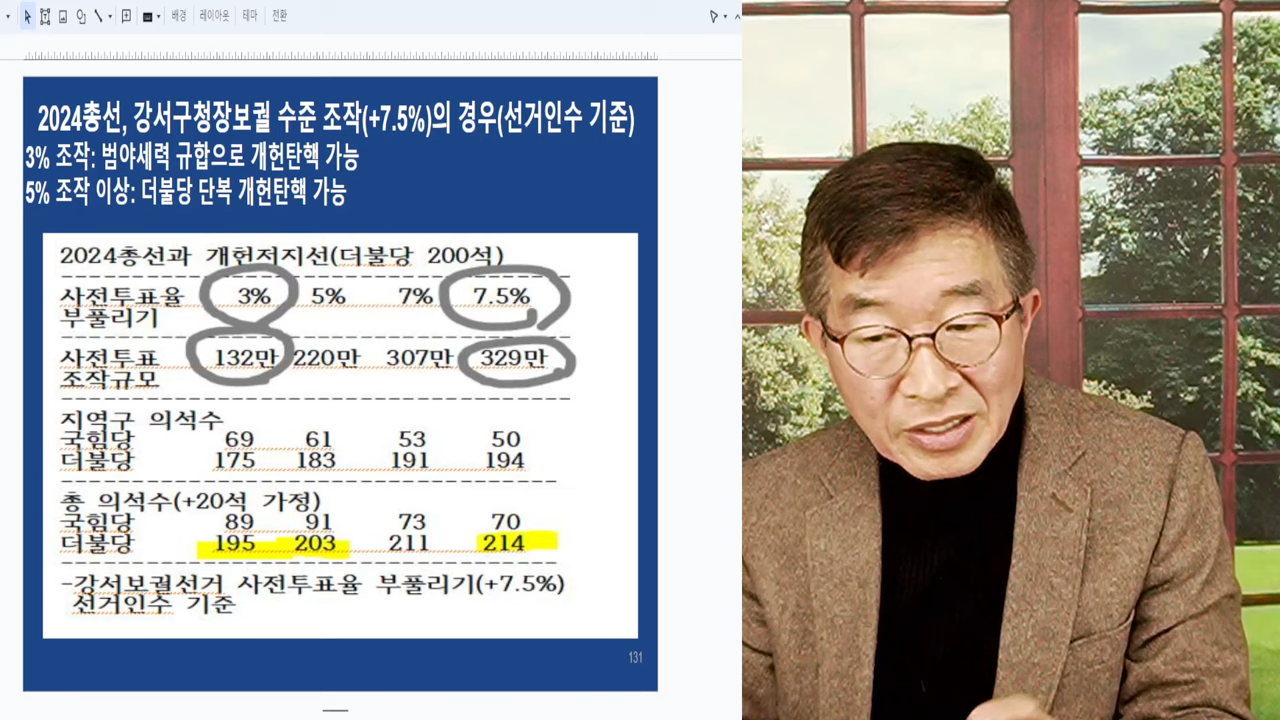 배경 레이아웃 테마 전환
2024총선, 강서구청장보궐 수준 조작(+7.5%)의 경우(선거인수 기준)
3% 조작: 범야세력 규합으로 개헌탄핵 가능
5% 조작 이상: 더불당 단복 개헌탄핵 가능
2024총선과 개헌저지선(더불당 200석)
사전투표율 3% 5% 7% 7.5%
부풀리기
사전투표 132만 220만 307만 329만
조작규모
지역구 의석수
국힘당 69 61 53 50
더불당 175 183 191 194
총 의석수(+20석 가정)
국힘당 89 91 73 70
더불당 195 203 211 214
-강서보궐선거 사전투표율 부풀리기(+7.5%)
선거인수 기준
131